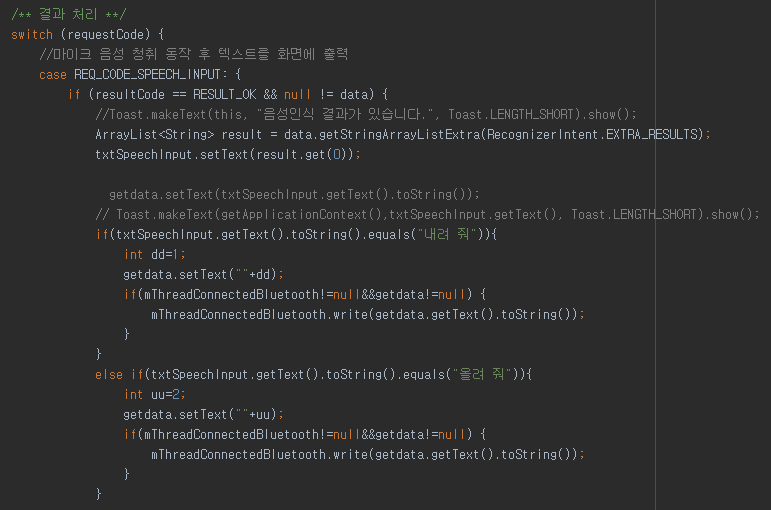 /** 결과 처리 **/
switch (requestCode) {
//마이크 음성 청취 동작 후 텍스트를 화면에 출력
case REQ_CODE_SPEECH_INPUT: {
if (resultCode == RESULT_OK && null != data) {
//Toast.makeText(this, "음성인식 결과가 있습니다.", Toast.LENGTH_SHORT).show();
ArrayList<String> result = data.getStringArrayListExtra(RecognizerIntent.EXTRA_RESULTS);
txtSpeechInput.setText(result.get(0));
getdata.setText(txtSpeechInput.getText().toString());
// Toast.makeText(getApplicationContext(),txtSpeechInput.getText(), Toast.LENGTH_SHORT).show();
if(txtSpeechInput.getText().toString().equals("내려 줘")){
int dd=1;
getdata.setText(""+dd);
if(mThreadConnectedBluetooth!=null&&getdata!=null) {
mThreadConnectedBluetooth.write(getdata.getText().toString());
}
}
else if(txtSpeechInput.getText().toString().equals("올려 줘")){
int uu=2;
getdata.setText(""+uu);
if(mThreadConnectedBluetooth!=null&&getdata!=null) {
mThreadConnectedBluetooth.write(getdata.getText().toString());
}
}